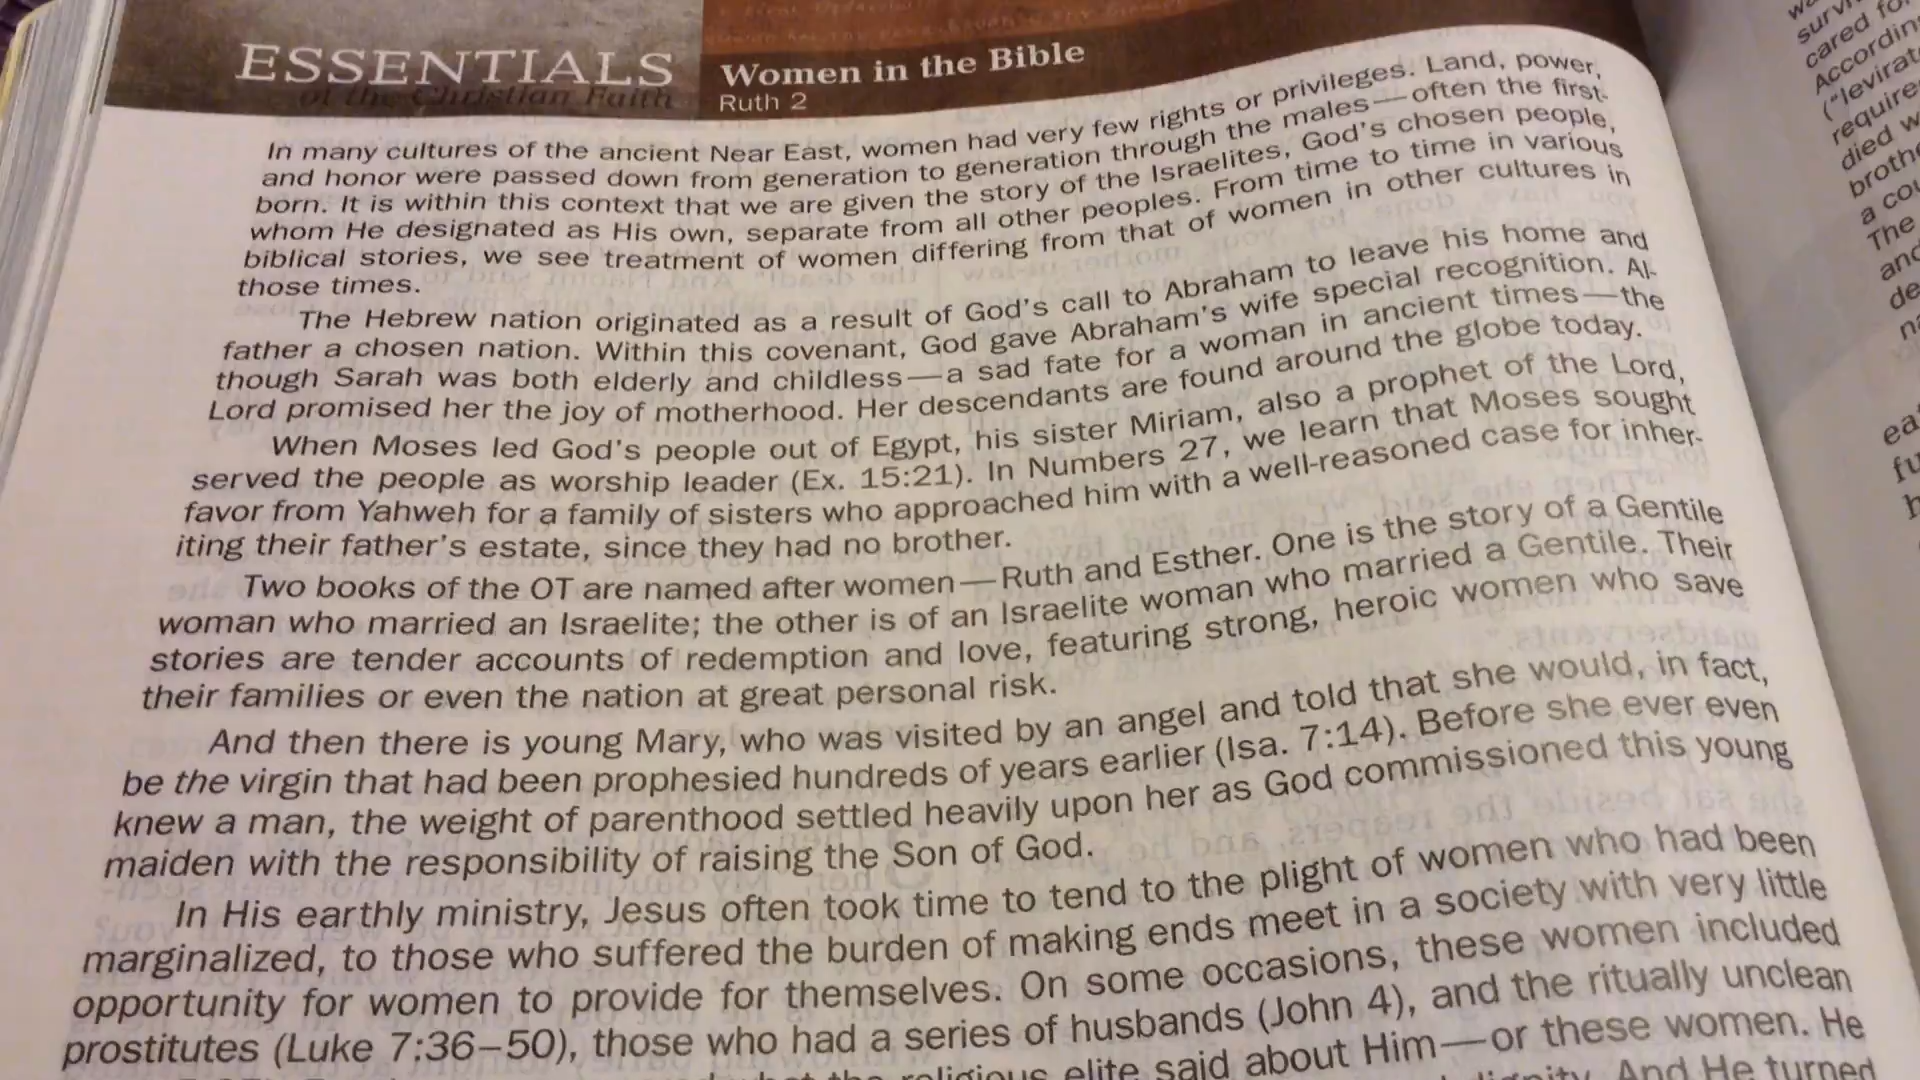 ESSENTIALS
of the Christian Faith
Women in the Bible
Ruth 2
In many cultures of the ancient Near East, women had very few rights or privileges. Land, power,
and honor were passed down from generation to generation through the males—often the first-
born. It is within this context that we are given the story of the Israelites, God's chosen people,
whom He designated as His own, separate from all other peoples. From time to time in various
biblical stories, we see treatment of women differing from that of women in other cultures in
those times.
The Hebrew nation originated as a result of God's call to Abraham to leave his home and
father a chosen nation. Within this covenant, God gave Abraham's wife special recognition. Al-
though Sarah was both elderly and childless—a sad fate for a woman in ancient times—the
Lord promised her the joy of motherhood. Her descendants are found around the globe today.
When Moses led God's people out of Egypt, his sister Miriam, also a prophet of the Lord,
served the people as worship leader (Ex. 15:21). In Numbers 27, we learn that Moses sought
favor from Yahweh for a family of sisters who approached him with a well-reasoned case for inher-
iting their father's estate, since they had no brother.
Two books of the OT are named after women—Ruth and Esther. One is the story of a Gentile
woman who married an Israelite; the other is of an Israelite woman who married a Gentile. Their
stories are tender accounts of redemption and love, featuring strong, heroic women who save
their families or even the nation at great personal risk.
And then there is young Mary, who was visited by an angel and told that she would, in fact,
be the virgin that had been prophesied hundreds of years earlier (Isa. 7:14). Before she ever even
knew a man, the weight of parenthood settled heavily upon her as God commissioned this young
maiden with the responsibility of raising the Son of God.
In His earthly ministry, Jesus often took time to tend to the plight of women who had been
marginalized, to those who suffered the burden of making ends meet in a society with very little
opportunity for women to provide for themselves. On some occasions, these women included
prostitutes (Luke 7:36–50), those who had a series of husbands (John 4), and the ritually unclean
religious elite said about Him—or these women. He
And He turned
cared for
According
("levirate
died
a
The
and